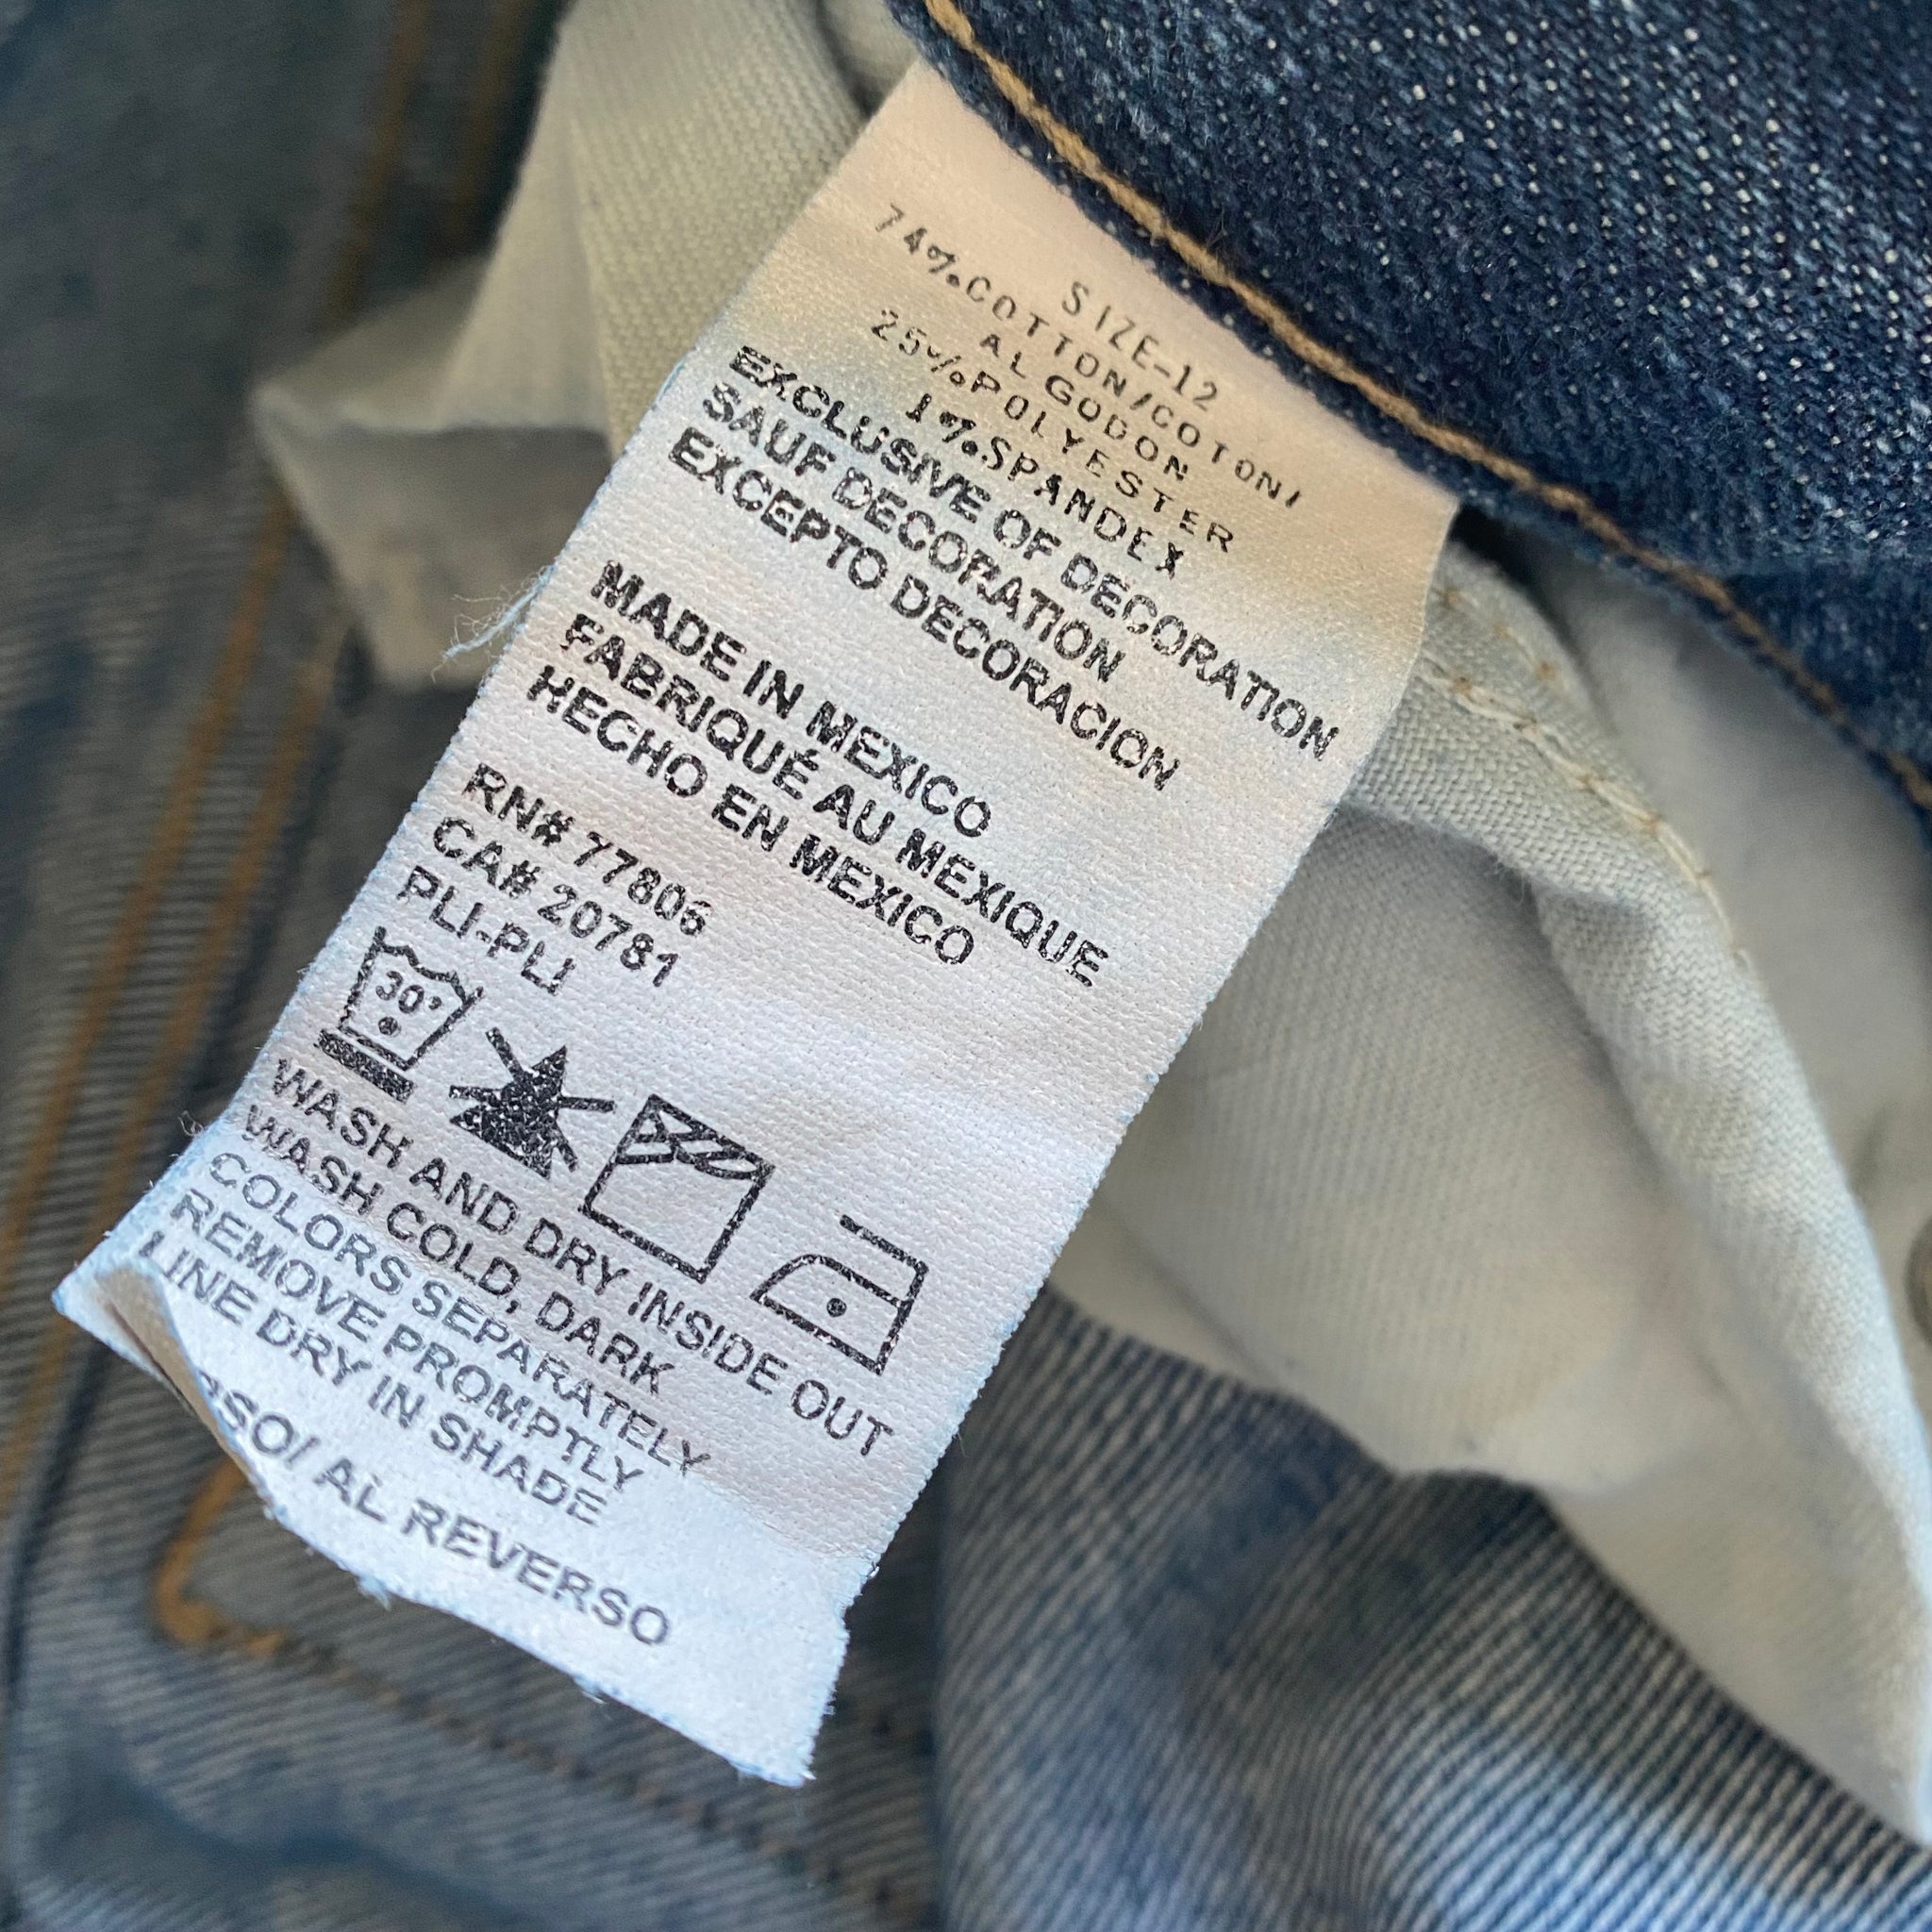 SIZE-12
74%COTTON/COTON/
ALGODON
25%POLYESTER
1%SPANDEX
EXCLUSIVE OF DECORATION
SAUF DECORATION
EXCEPTO DECORACION
MADE IN MEXICO
FABRIQUÉ AU MEXIQUE
HECHO EN MEXICO
RN# 77806
CA# 20781
PLI-PLI
30°
WASH AND DRY INSIDE OUT
WASH COLD, DARK
COLORS SEPARATELY
REMOVE PROMPTLY
LINE DRY IN SHADE
/ AL REVERSO